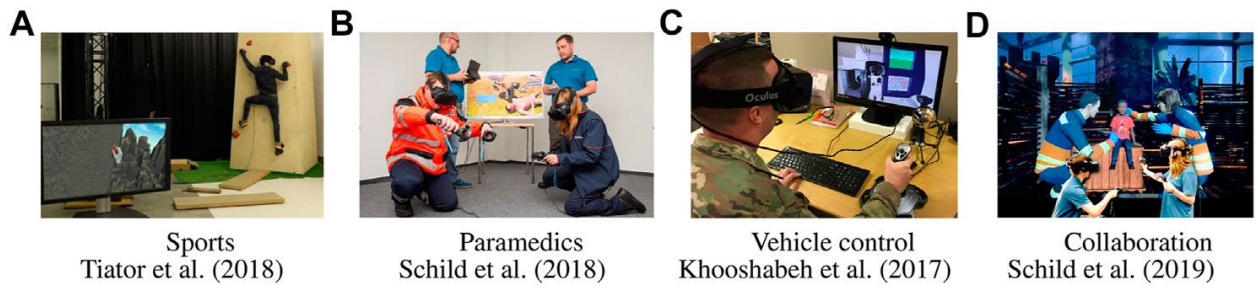 A
B
C
D
Oculus
Sports
Tiator et al. (2018)
Paramedics
Schild et al. (2018)
Vehicle control
Khooshabeh et al. (2017)
Collaboration
Schild et al. (2019)